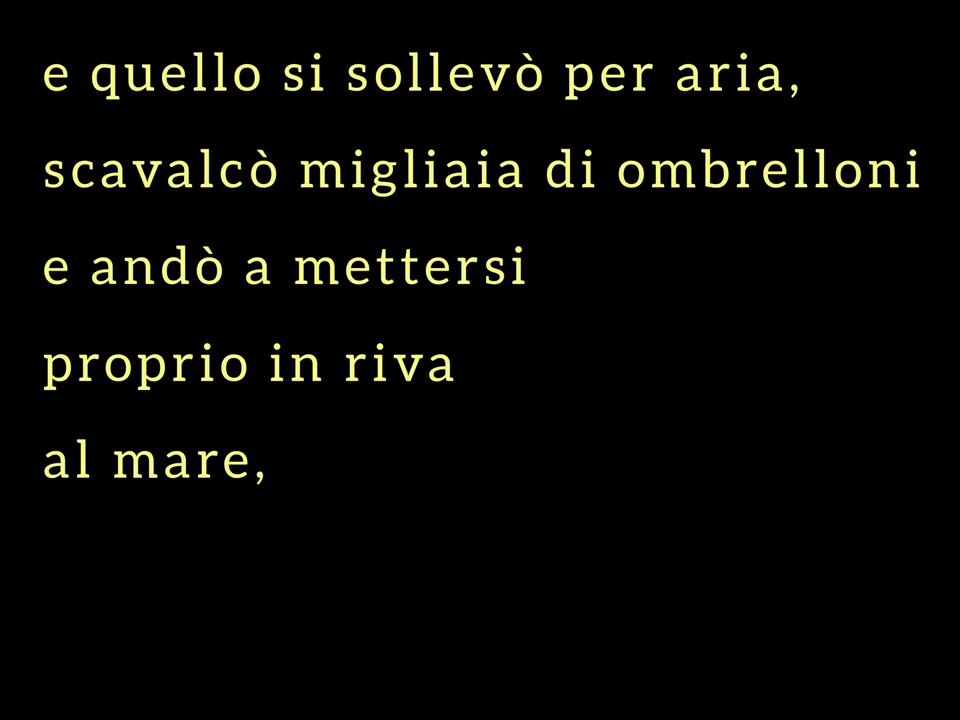 e quello si sollevò per aria,
scavalcò migliaia di ombrelloni
e andò a mettersi
proprio in riva
al mare,